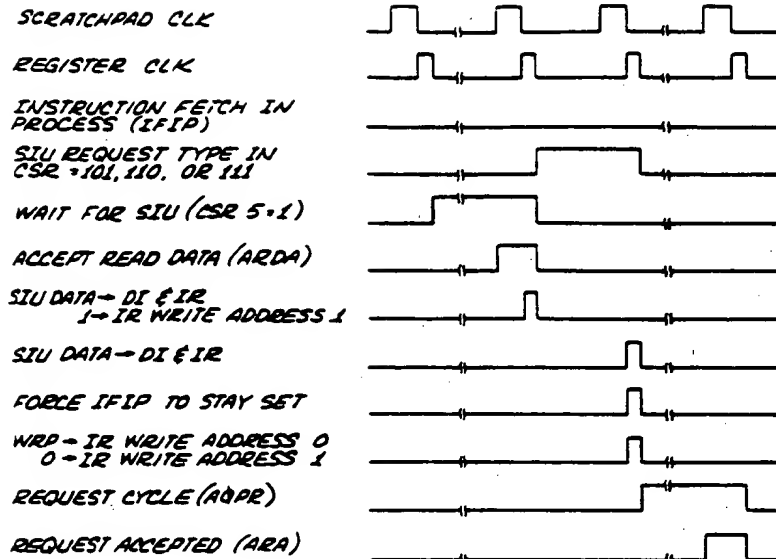 SCRATCHPAD CLK
REGISTER CLK
INSTRUCTION FETCH IN
PROCESS (IFIP)
SIU REQUEST TYPE IN
CSR = 101, 110, OR 111
WAIT FOR SIU (CSR 5 = 1)
ACCEPT READ DATA (ARDA)
SIU DATA → DI & IR
1 → IR WRITE ADDRESS 1
SIU DATA → DI & IR
FORCE IFIP TO STAY SET
WRP → IR WRITE ADDRESS 0
0 → IR WRITE ADDRESS 1
REQUEST CYCLE (AOPR)
REQUEST ACCEPTED (ARA)